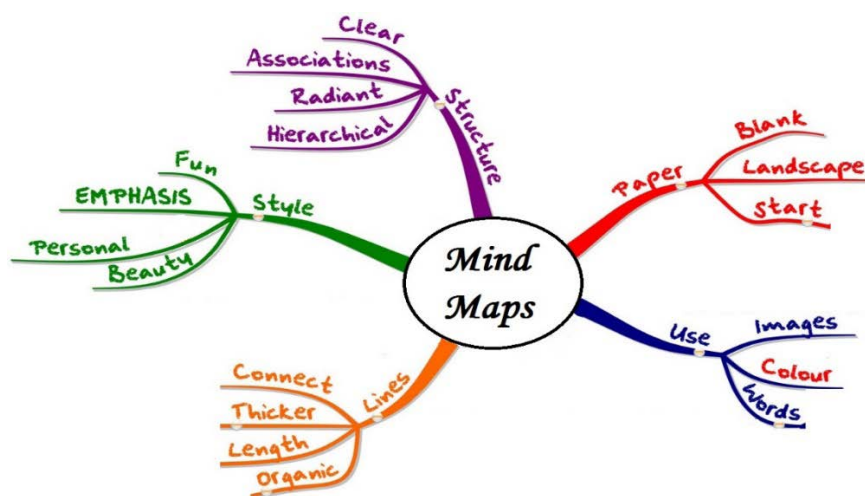 Mind
Maps
Paper
Blank
Landscape
Start
Use
Images
Colour
Words
Lines
Connect
Thicker
Length
Organic
Style
Fun
EMPHASIS
Personal
Beauty
Structure
Clear
Associations
Radiant
Hierarchical